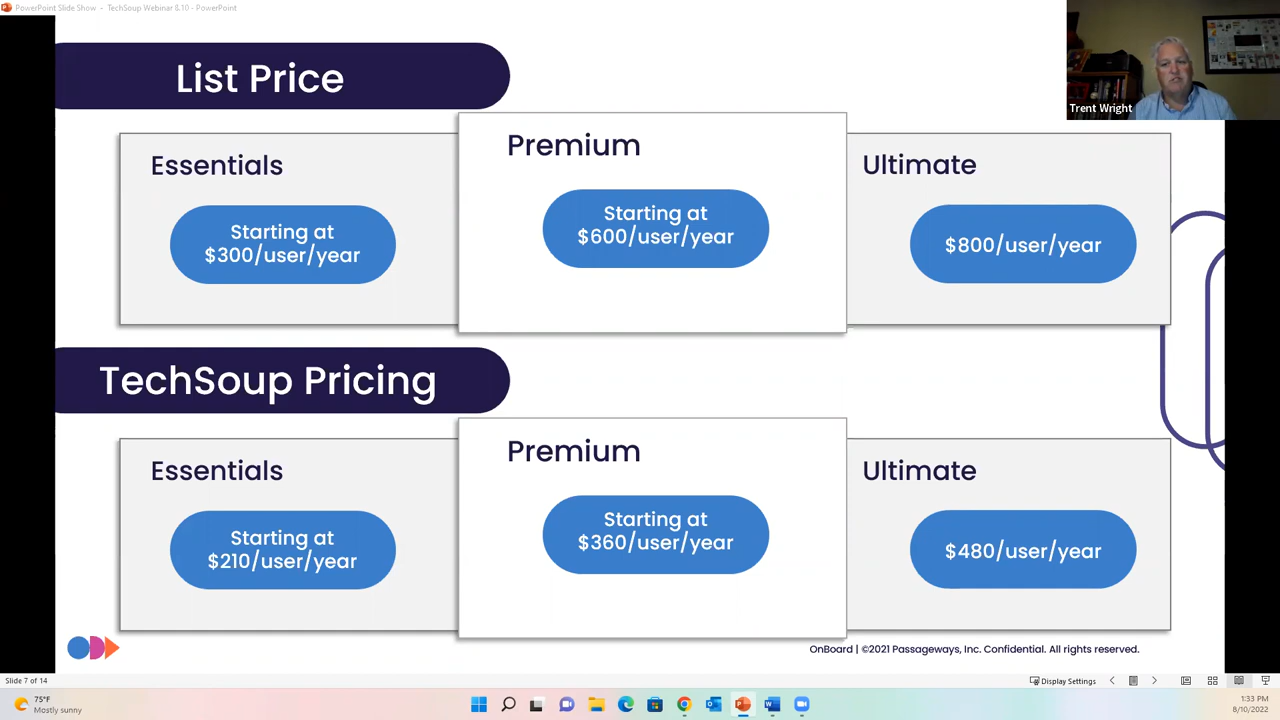 PowerPoint Slide Show - TechSoup Webinar 8.10 - PowerPoint
List Price
Trent Wright
Essentials
Starting at
$300/user/year
Premium
Starting at
$600/user/year
Ultimate
$800/user/year
TechSoup Pricing
Essentials
Starting at
$210/user/year
Premium
Starting at
$360/user/year
Ultimate
$480/user/year
OnBoard | ©2021 Passageways, Inc. Confidential. All rights reserved.
Slide 7 of 14
Display Settings
75°F
Mostly sunny
1:33 PM
8/10/2022